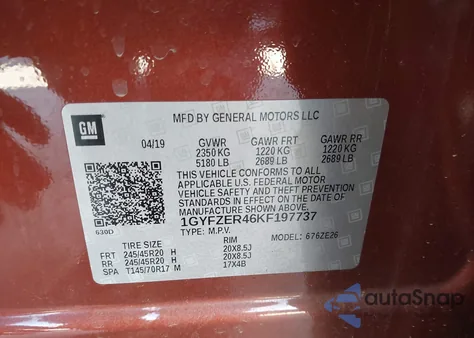 GM
MFD BY GENERAL MOTORS LLC
04/19 GVWR GAWR FRT GAWR RR
2350 KG 1220 KG 1220 KG
5180 LB 2689 LB 2689 LB
THIS VEHICLE CONFORMS TO ALL
APPLICABLE U.S. FEDERAL MOTOR
VEHICLE SAFETY AND THEFT PREVENTION
STANDARDS IN EFFECT ON THE DATE OF
MANUFACTURE SHOWN ABOVE.
1GYFZER46KF197737
630D TYPE: M.P.V. MODEL: 676ZE26
TIRE SIZE RIM
FRT 245/45R20 H 20X8.5J
RR 245/45R20 H 20X8.5J
SPA T145/70R17 M 17X4B
autoSnap